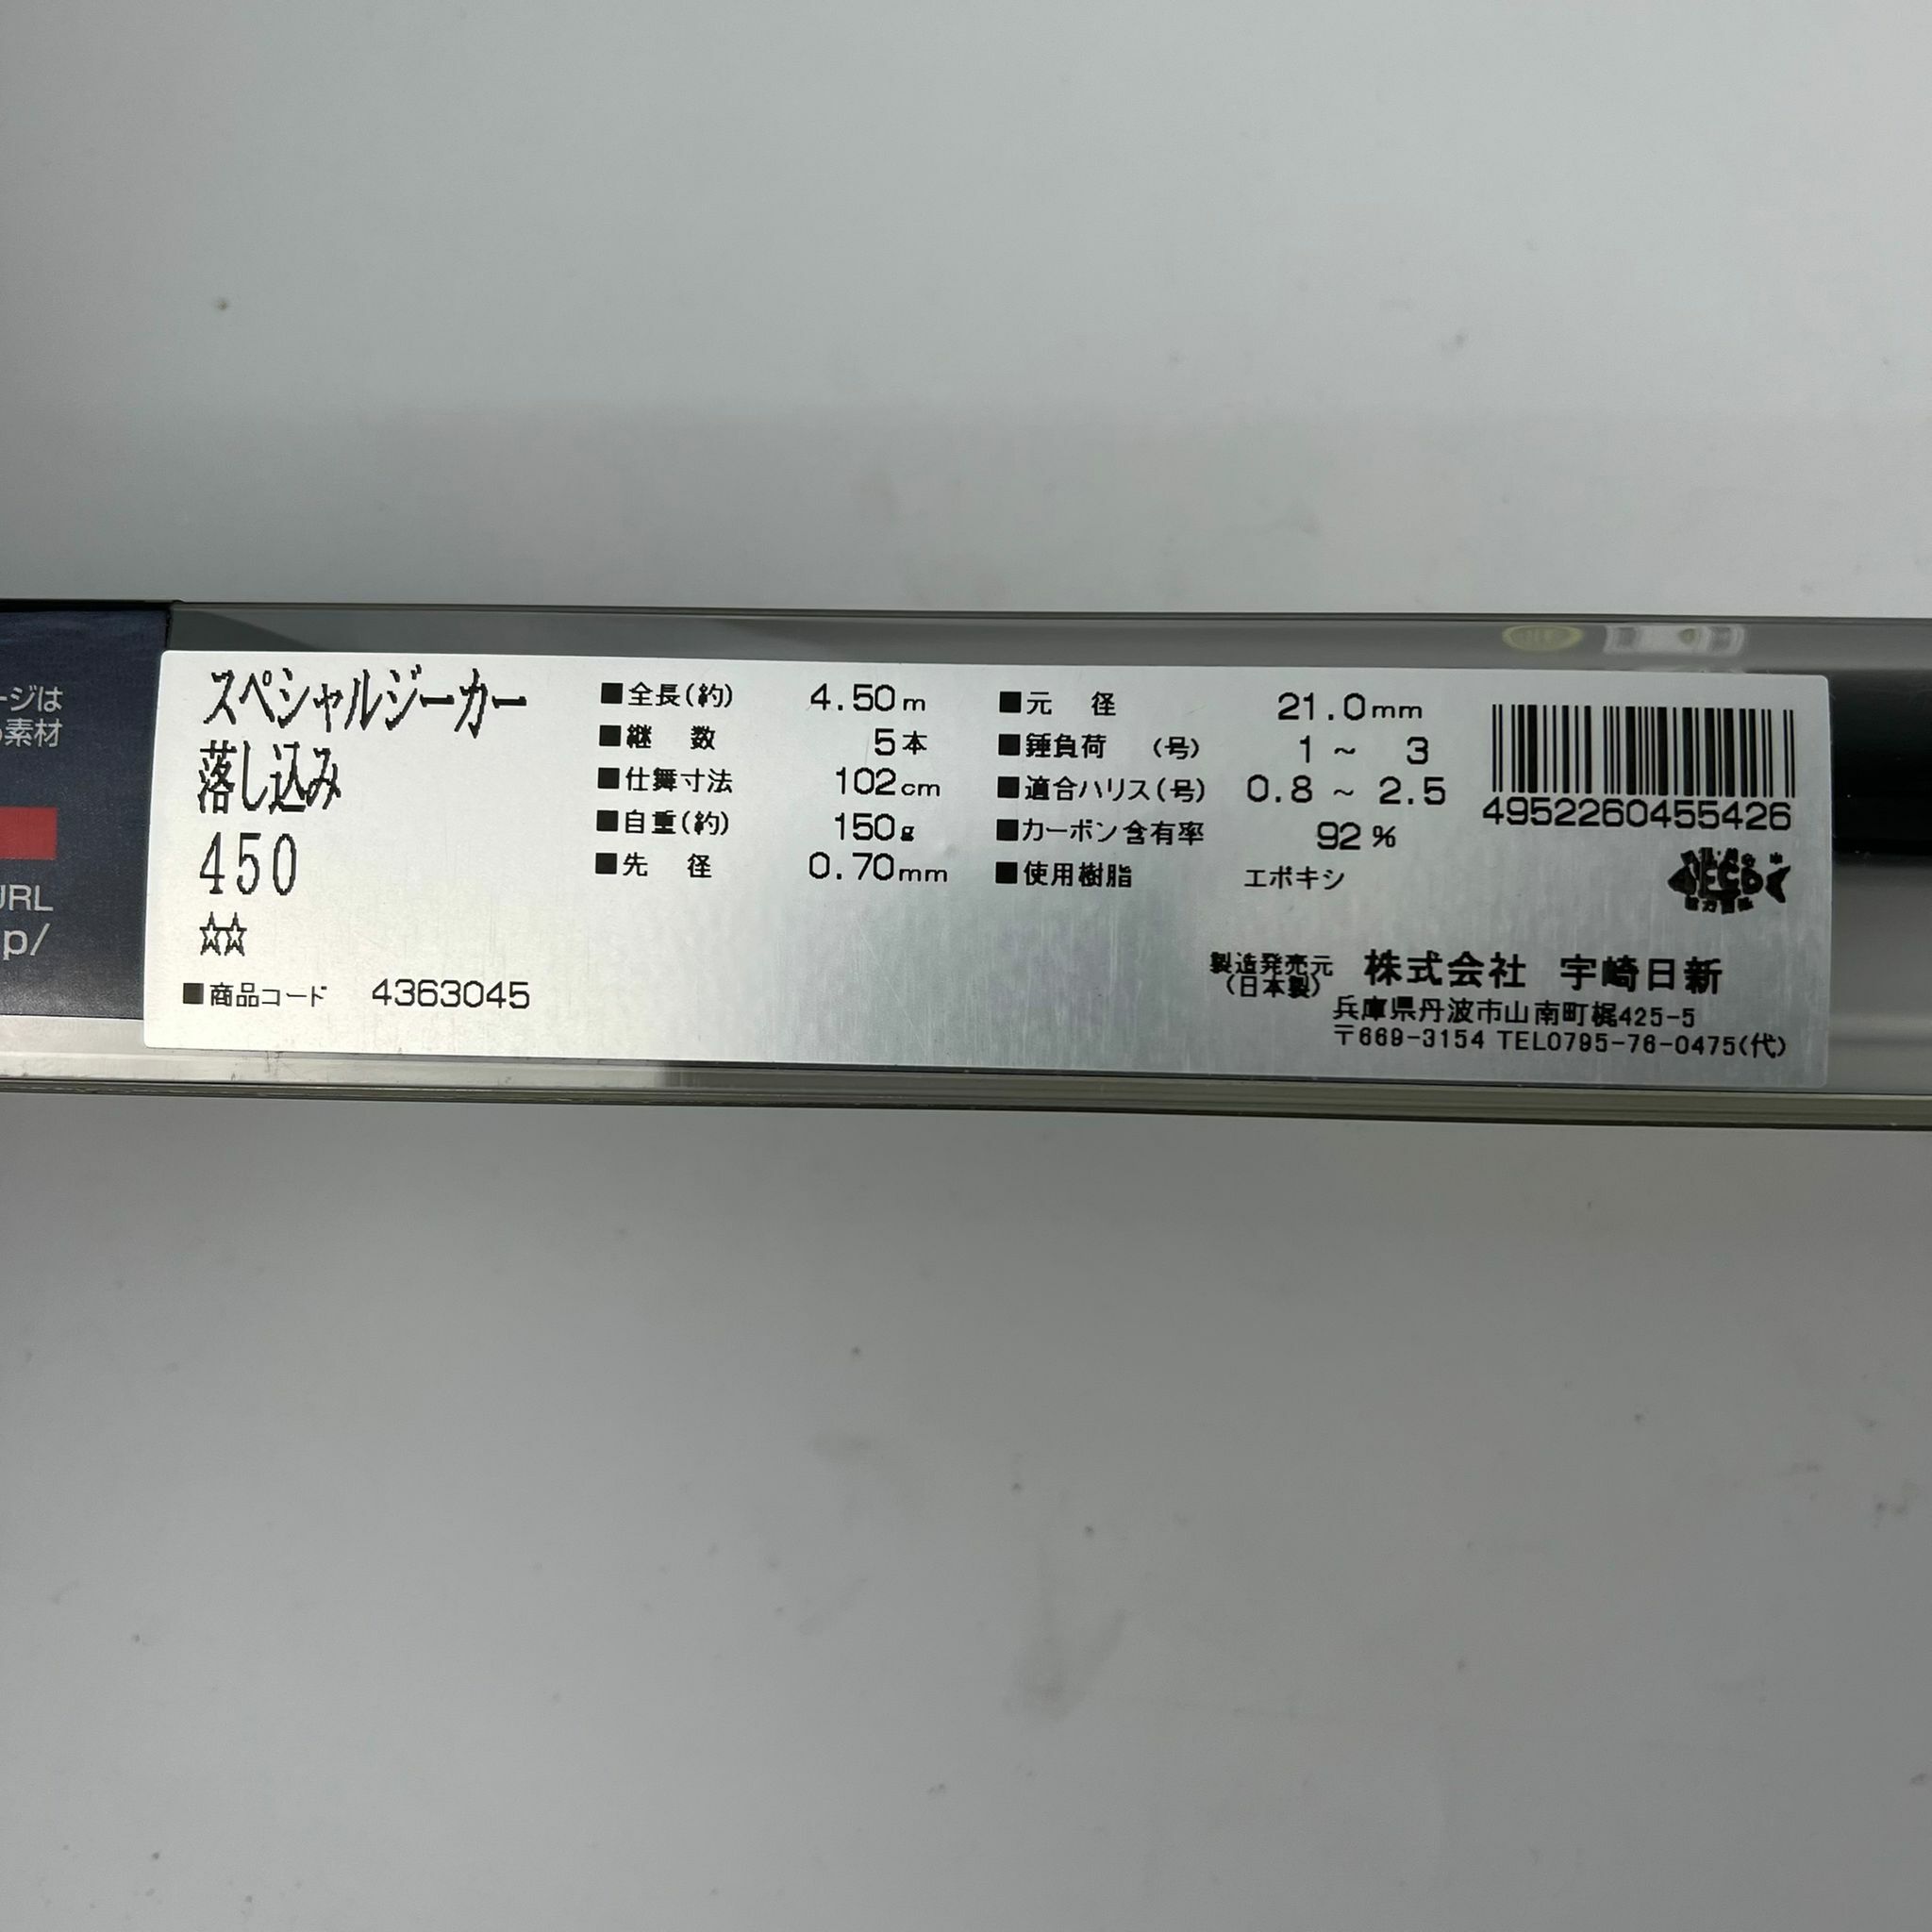 ージは
素材
URL
p/
スペシャルジーカー
落し込み
450
☆☆
■商品コード 4363045
■全長(約) 4.50m
■継 数 5本
■仕舞寸法 102cm
■自重(約) 150g
■先 径 0.70mm
■元 径 21.0mm
■錘負荷 (号) 1 ~ 3
■適合ハリス(号) 0.8 ~ 2.5
■カーボン含有率 92%
■使用樹脂 エポキシ
4952260455426
製造発売元 株式会社 宇崎日新
(日本製)
兵庫県丹波市山南町梶425-5
〒669-3154 TEL0795-76-0475(代)